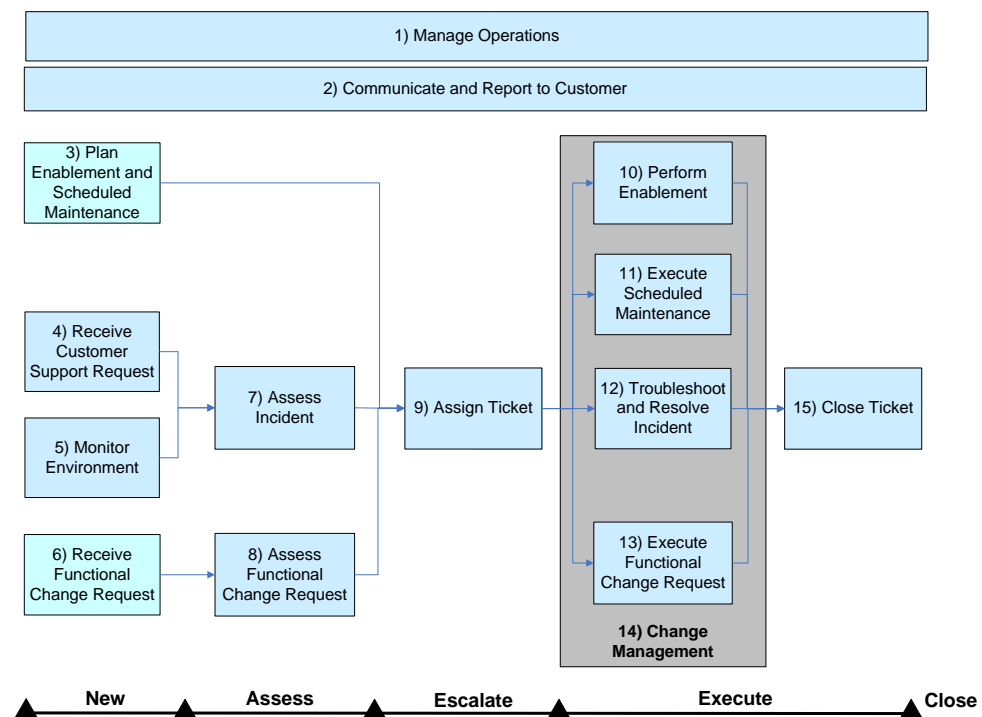 1) Manage Operations
2) Communicate and Report to Customer
3) Plan
Enablement and
Scheduled
Maintenance
4) Receive
Customer
Support Request
5) Monitor
Environment
6) Receive
Functional
Change Request
7) Assess
Incident
8) Assess
Functional
Change Request
9) Assign Ticket
10) Perform
Enablement
11) Execute
Scheduled
Maintenance
12) Troubleshoot
and Resolve
Incident
13) Execute
Functional
Change Request
14) Change
Management
15) Close Ticket
New
Assess
Escalate
Execute
Close